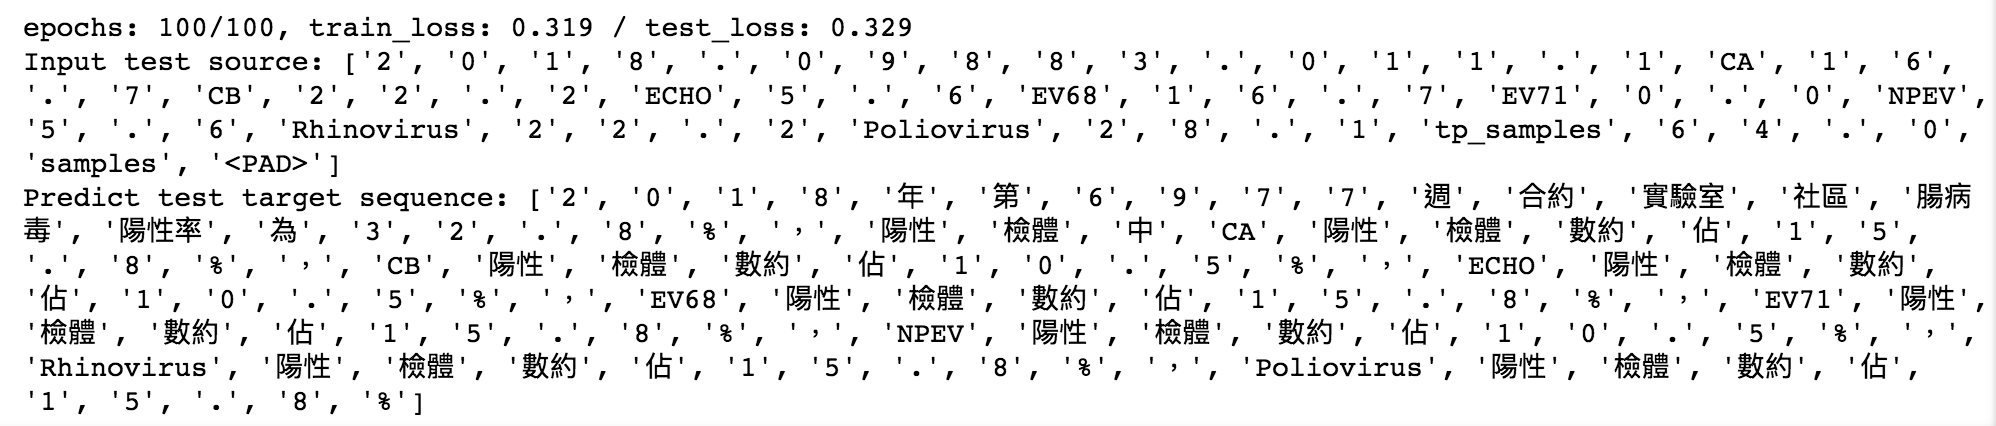 epochs: 100/100, train_loss: 0.319 / test_loss: 0.329
Input test source: ['2', '0', '1', '8', '.', '0', '9', '8', '8', '3', '.', '0', '1', '1', '.', '1', 'CA', '1', '6',
'.', '7', 'CB', '2', '2', '.', '2', 'ECHO', '5', '.', '6', 'EV68', '1', '6', '.', '7', 'EV71', '0', '.', '0', 'NPEV',
'5', '.', '6', 'Rhinovirus', '2', '2', '.', '2', 'Poliovirus', '2', '8', '.', '1', 'tp_samples', '6', '4', '.', '0',
'samples', '<PAD>']
Predict test target sequence: ['2', '0', '1', '8', '年', '第', '6', '9', '7', '7', '週', '合約', '實驗室', '社區', '腸病
毒', '陽性率', '為', '3', '2', '.', '8', '%', '，', '陽性', '檢體', '中', 'CA', '陽性', '檢體', '數約', '佔', '1', '5',
'.', '8', '%', '，', 'CB', '陽性', '檢體', '數約', '佔', '1', '0', '.', '5', '%', '，', 'ECHO', '陽性', '檢體', '數約',
'佔', '1', '0', '.', '5', '%', '，', 'EV68', '陽性', '檢體', '數約', '佔', '1', '5', '.', '8', '%', '，', 'EV71', '陽性',
'檢體', '數約', '佔', '1', '5', '.', '8', '%', '，', 'NPEV', '陽性', '檢體', '數約', '佔', '1', '0', '.', '5', '%', '，',
'Rhinovirus', '陽性', '檢體', '數約', '佔', '1', '5', '.', '8', '%', '，', 'Poliovirus', '陽性', '檢體', '數約', '佔',
'1', '5', '.', '8', '%']